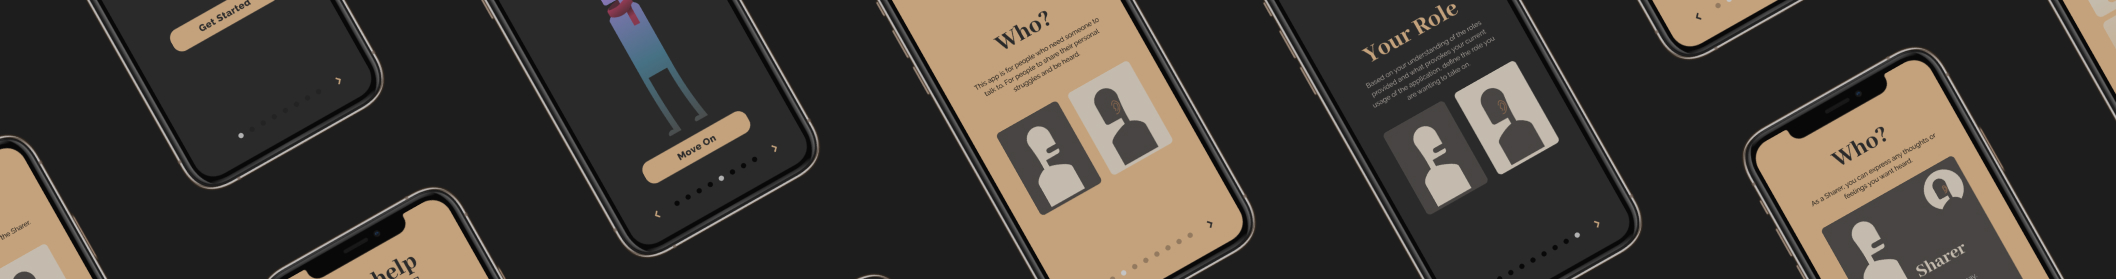 Get Started
the Sharer.
help
Move On
Who?
This app is for people who need someone to
talk to. For people to share their personal
struggles and be heard.
Your Role
Based on your understanding of the roles
provided and what provokes your current
usage of the application, define the role you
are wanting to take on.
Who?
As a Sharer, you can express any thoughts or
feelings you want heard.
Sharer